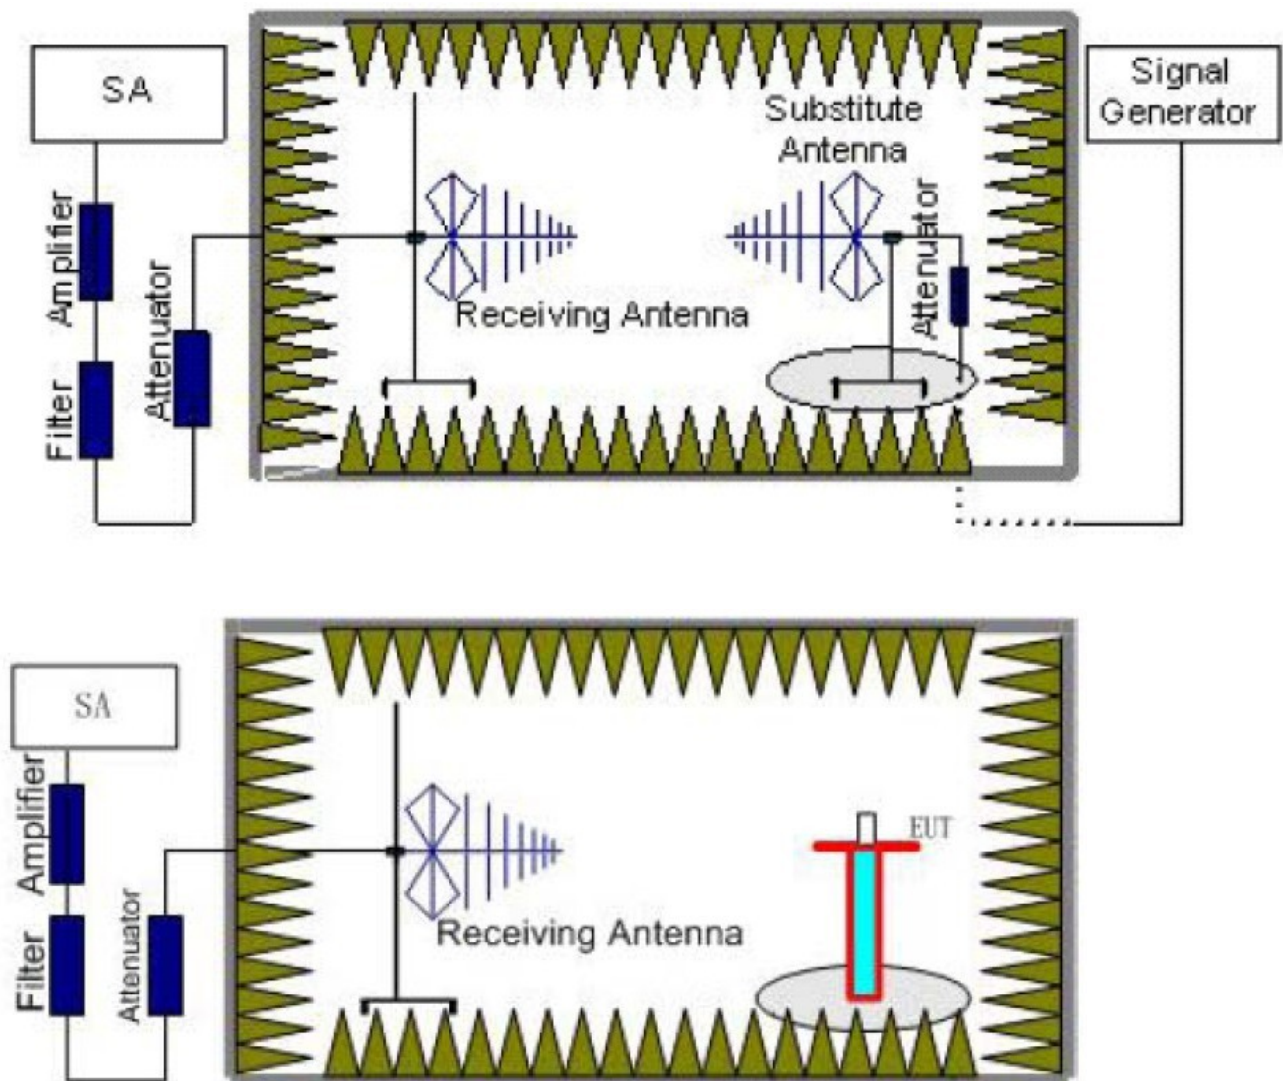 SA
Signal
Generator
Substitute
Antenna
Amplifier
Attenuator
Attenuator
Receiving Antenna
Filter
SA
Amplifier
EUT
Attenuator
Receiving Antenna
Filter